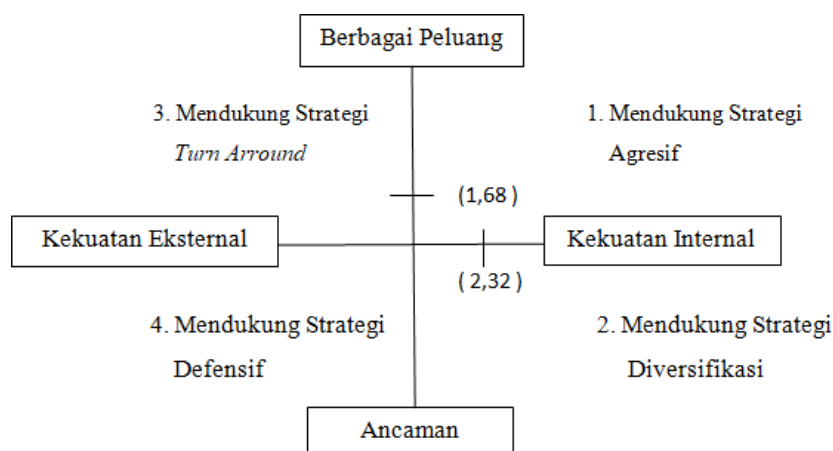 Berbagai Peluang
3. Mendukung Strategi
Turn Arround
1. Mendukung Strategi
Agresif
(1,68 )
Kekuatan Eksternal
Kekuatan Internal
( 2,32 )
4. Mendukung Strategi
Defensif
2. Mendukung Strategi
Diversifikasi
Ancaman